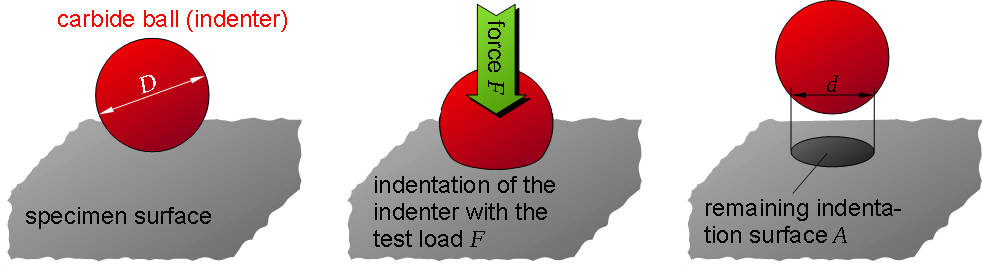 carbide ball (indenter)
D
specimen surface
force F
indentation of the
indenter with the
test load F
d
remaining indenta-
tion surface A